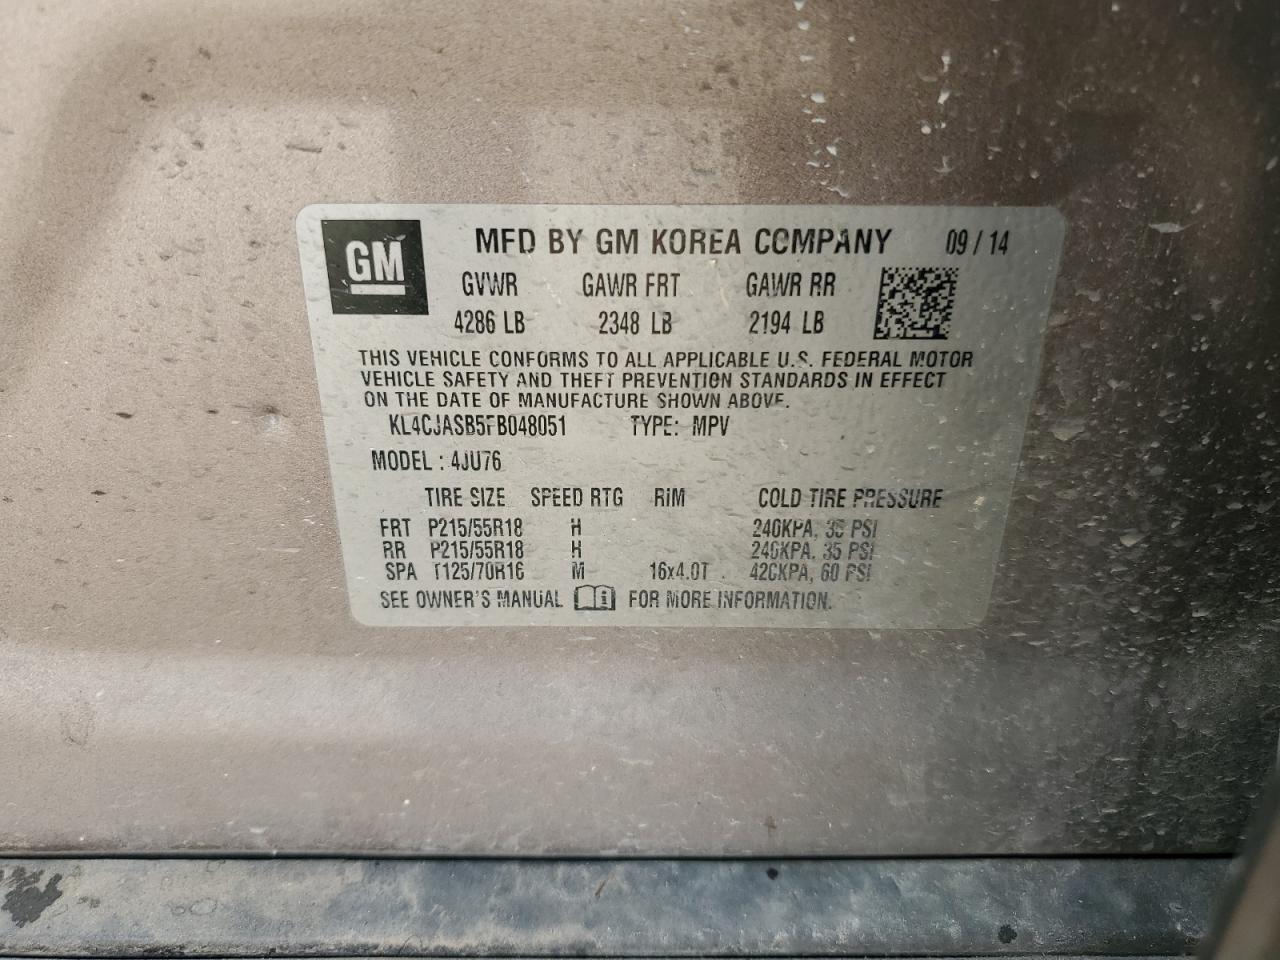 GM
MFD BY GM KOREA COMPANY 09 / 14
GVWR GAWR FRT GAWR RR
4286 LB 2348 LB 2194 LB
THIS VEHICLE CONFORMS TO ALL APPLICABLE U.S. FEDERAL MOTOR
VEHICLE SAFETY AND THEFT PREVENTION STANDARDS IN EFFECT
ON THE DATE OF MANUFACTURE SHOWN ABOVE.
KL4CJASB5FB048051 TYPE: MPV
MODEL : 4JU76
TIRE SIZE SPEED RTG RIM COLD TIRE PRESSURE
FRT P215/55R18 H 240KPA, 35 PSI
RR P215/55R18 H 240KPA, 35 PSI
SPA T125/70R16 M 16x4.0T 420KPA, 60 PSI
SEE OWNER'S MANUAL FOR MORE INFORMATION.